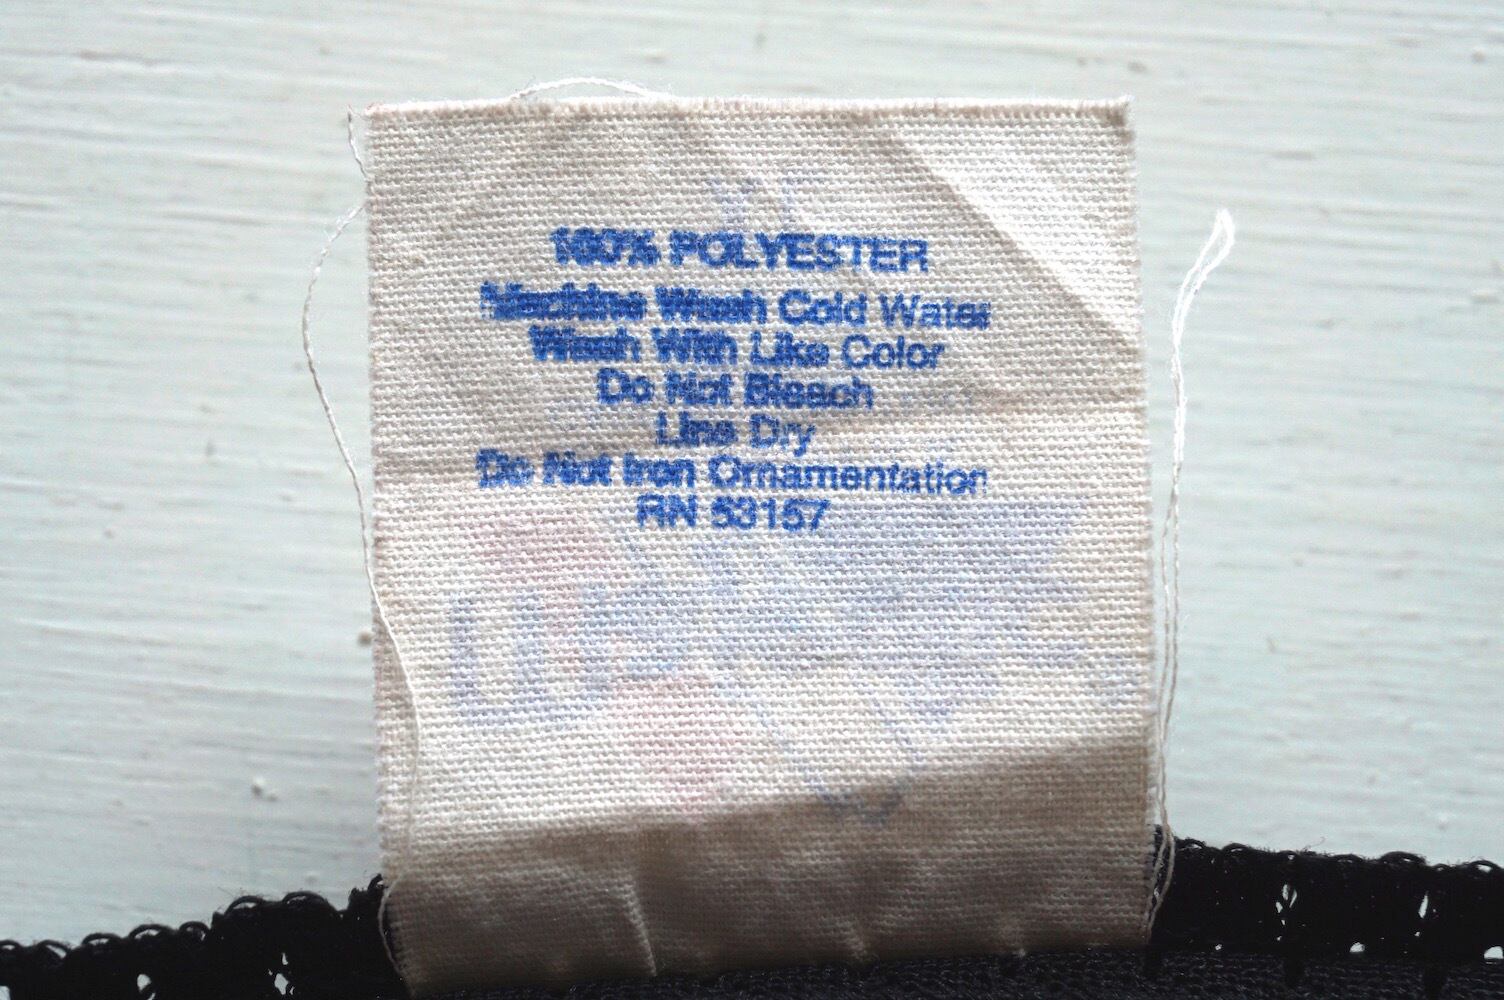 100% POLYESTER
Machine Wash Cold Water
Wash With Like Color
Do Not Bleach
Line Dry
Do Not Iron Ornamentation
RN 53157